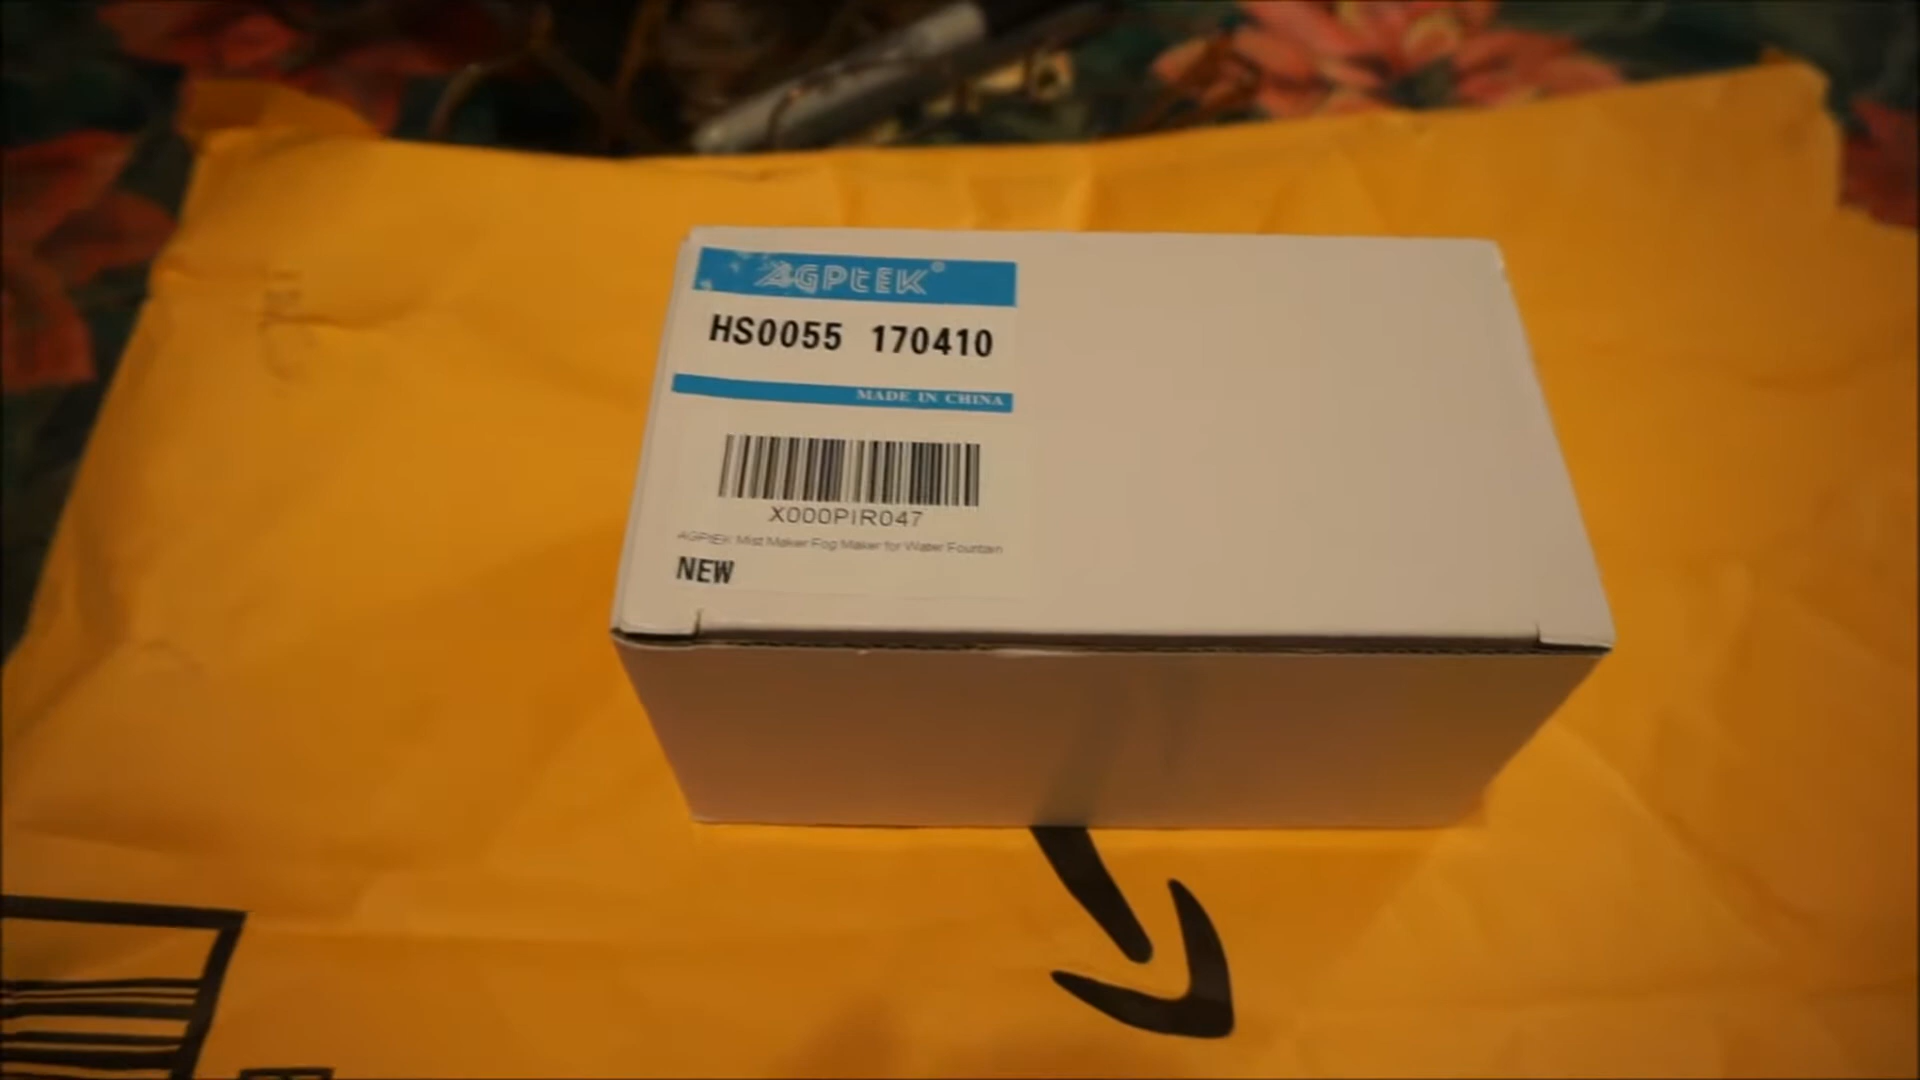 AGPtEK®
HS0055 170410
MADE IN CHINA
X000PIR047
AGPtEK Mist Maker Fog Maker for Water Fountain
NEW